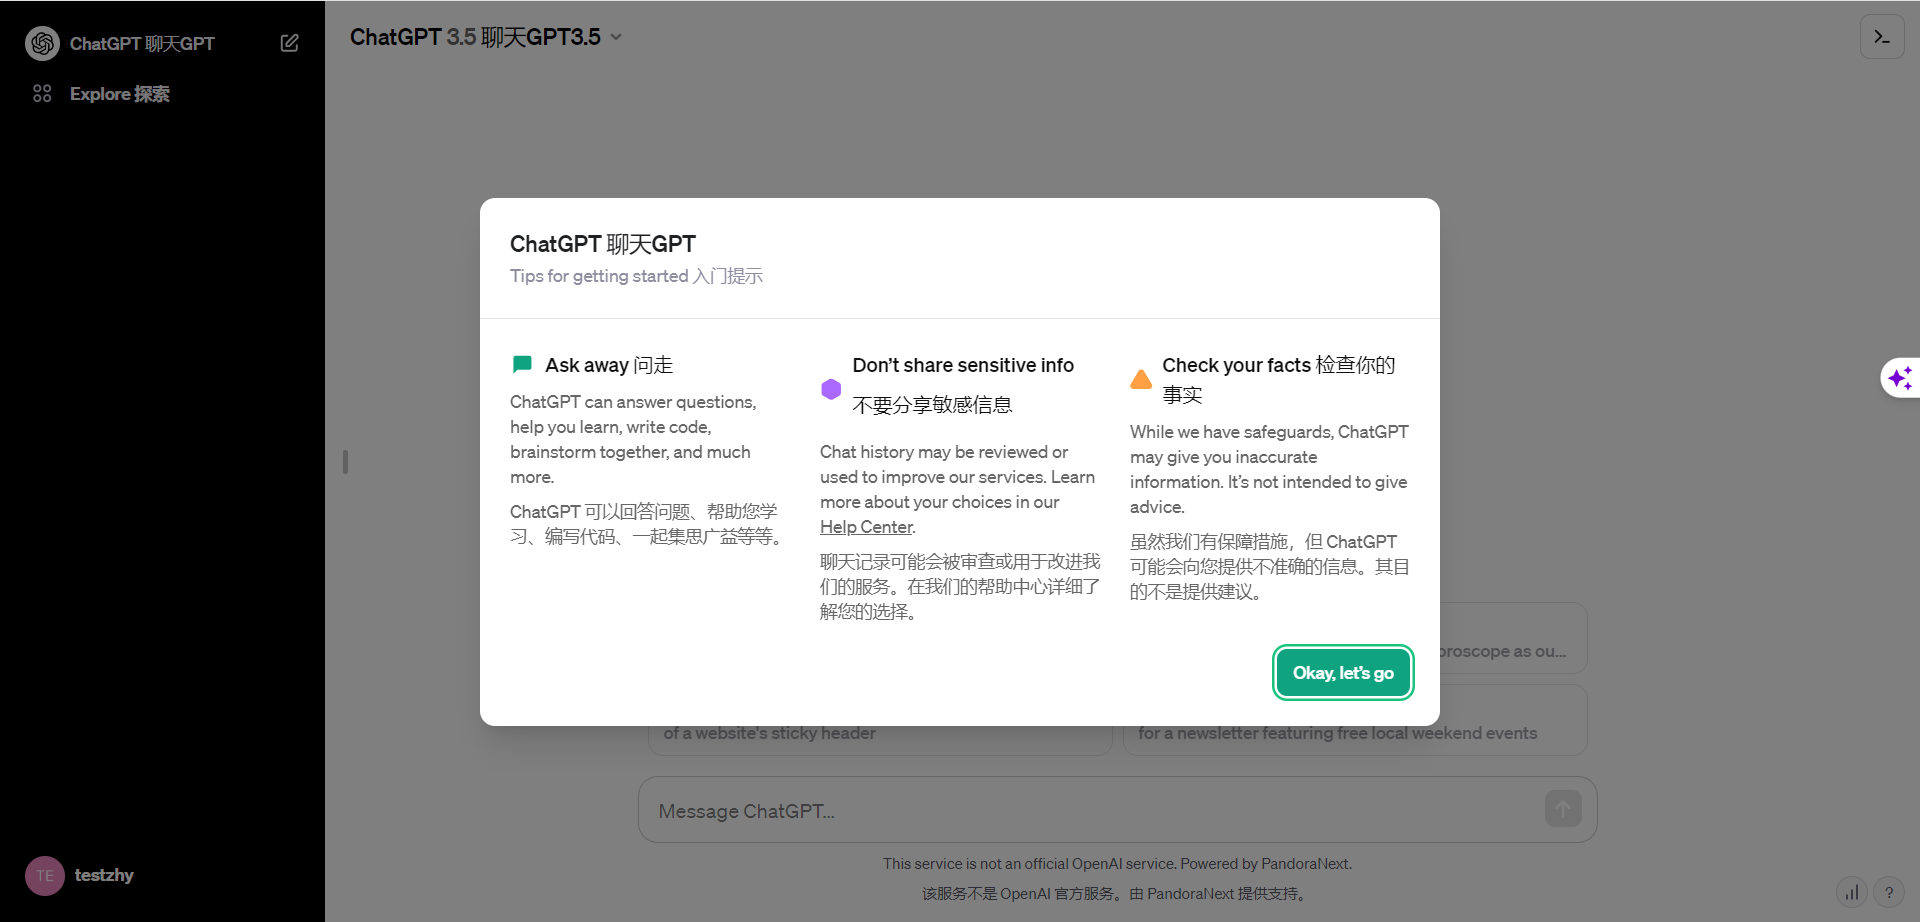 ChatGPT 聊天GPT
Explore 探索
ChatGPT 3.5 聊天GPT3.5
ChatGPT 聊天GPT
Tips for getting started 入门提示
Ask away 问走
ChatGPT can answer questions,
help you learn, write code,
brainstorm together, and much
more.
ChatGPT 可以回答问题、帮助您学
习、编写代码、一起集思广益等等。
Don’t share sensitive info
不要分享敏感信息
Chat history may be reviewed or
used to improve our services. Learn
more about your choices in our
Help Center.
聊天记录可能会被审查或用于改进我
们的服务。在我们的帮助中心详细了
解您的选择。
Check your facts 检查你的
事实
While we have safeguards, ChatGPT
may give you inaccurate
information. It’s not intended to give
advice.
虽然我们有保障措施，但 ChatGPT
可能会向您提供不准确的信息。其目
的不是提供建议。
Okay, let’s go
oroscope as ou...
of a website's sticky header
for a newsletter featuring free local weekend events
Message ChatGPT...
This service is not an official OpenAI service. Powered by PandoraNext.
该服务不是 OpenAI 官方服务。由 PandoraNext 提供支持。
TE testzhy
?